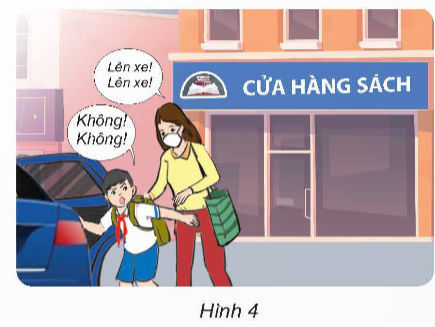 Lên xe!
Lên xe!
CỬA HÀNG SÁCH
Không!
Không!
Hình 4